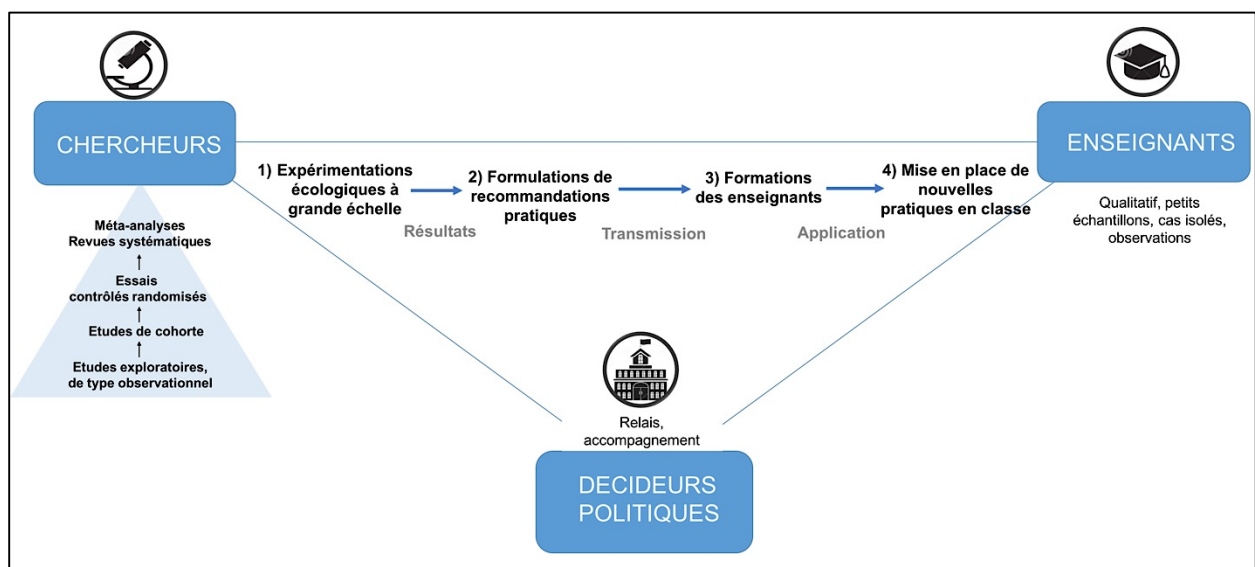 CHERCHEURS
ENSEIGNANTS
1) Expérimentations
écologiques à
grande échelle
Résultats
2) Formulations de
recommandations
pratiques
Transmission
3) Formations
des enseignants
Application
4) Mise en place de
nouvelles
pratiques en classe
Qualitatif, petits
échantillons, cas isolés,
observations
Méta-analyses
Revues systématiques
Essais
contrôlés randomisés
Etudes de cohorte
Etudes exploratoires,
de type observationnel
Relais,
accompagnement
DECIDEURS
POLITIQUES